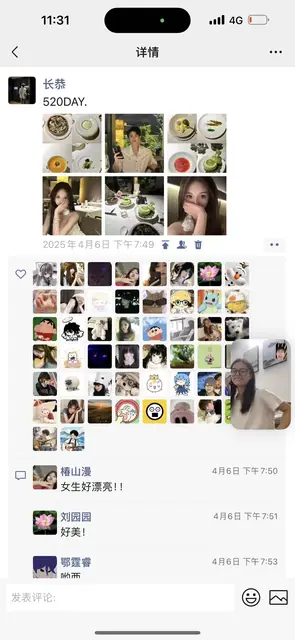 11:31
4G
详情
长恭
520DAY.
2025年4月6日 下午7:49
椿山漫
4月6日 下午7:50
女生好漂亮！！
刘园园
4月6日 下午7:51
好美！
鄂霆睿
4月6日 下午7:53
哟西
发表评论: